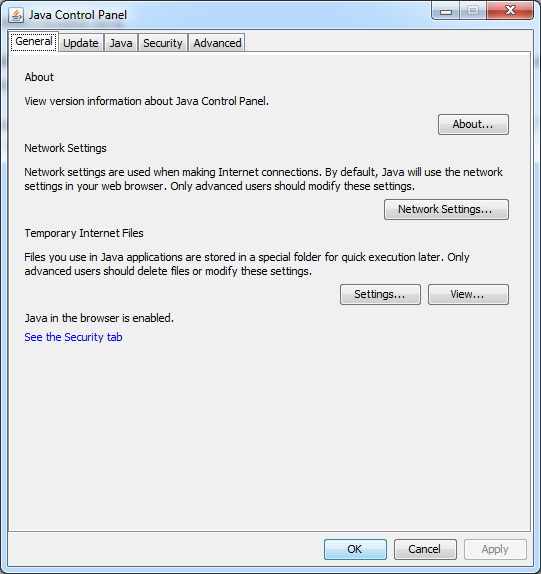 Java Control Panel
General Update Java Security Advanced
About
View version information about Java Control Panel.
About...
Network Settings
Network settings are used when making Internet connections. By default, Java will use the network
settings in your web browser. Only advanced users should modify these settings.
Network Settings...
Temporary Internet Files
Files you use in Java applications are stored in a special folder for quick execution later. Only
advanced users should delete files or modify these settings.
Settings... View...
Java in the browser is enabled.
See the Security tab
OK Cancel Apply